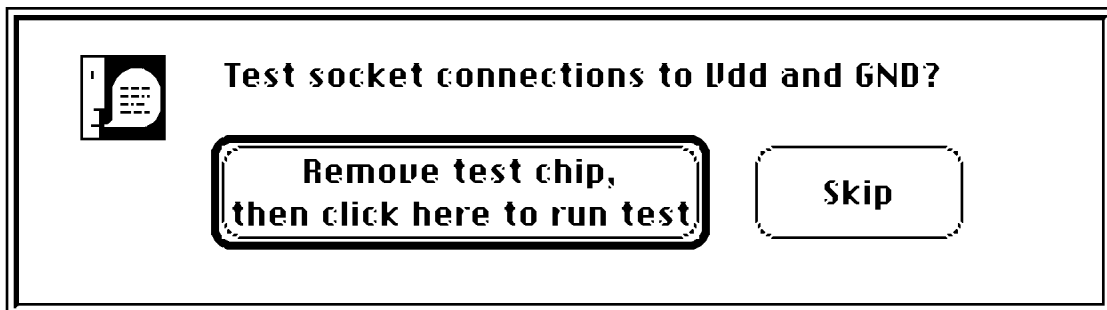 Test socket connections to Vdd and GND?
Remove test chip,
then click here to run test
Skip